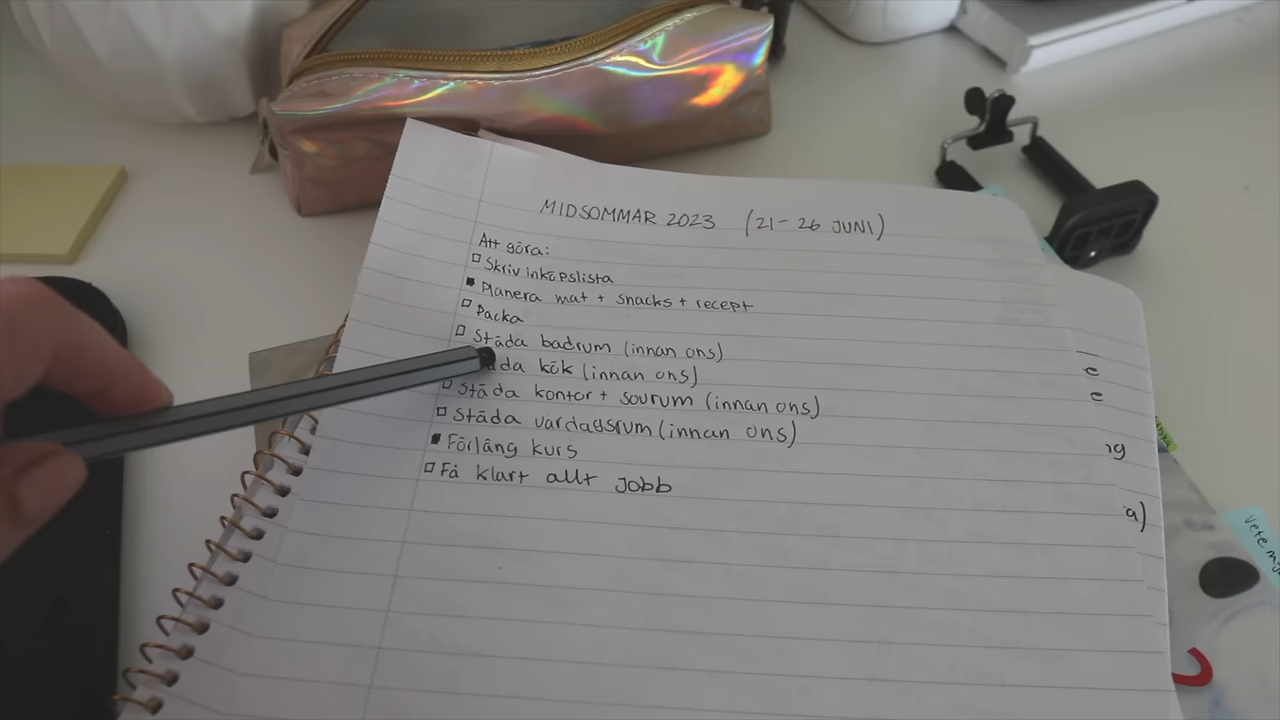 MIDSOMMAR 2023 (21-26 JUNI)
Att göra:
Skriv inköpslista
Planera mat + snacks + recept
Packa
Städa badrum (innan ons)
kök (innan ons)
Städa kontor + sovrum (innan ons)
Städa vardagsrum (innan ons)
Förläng kurs
Få klart allt jobb
Vete